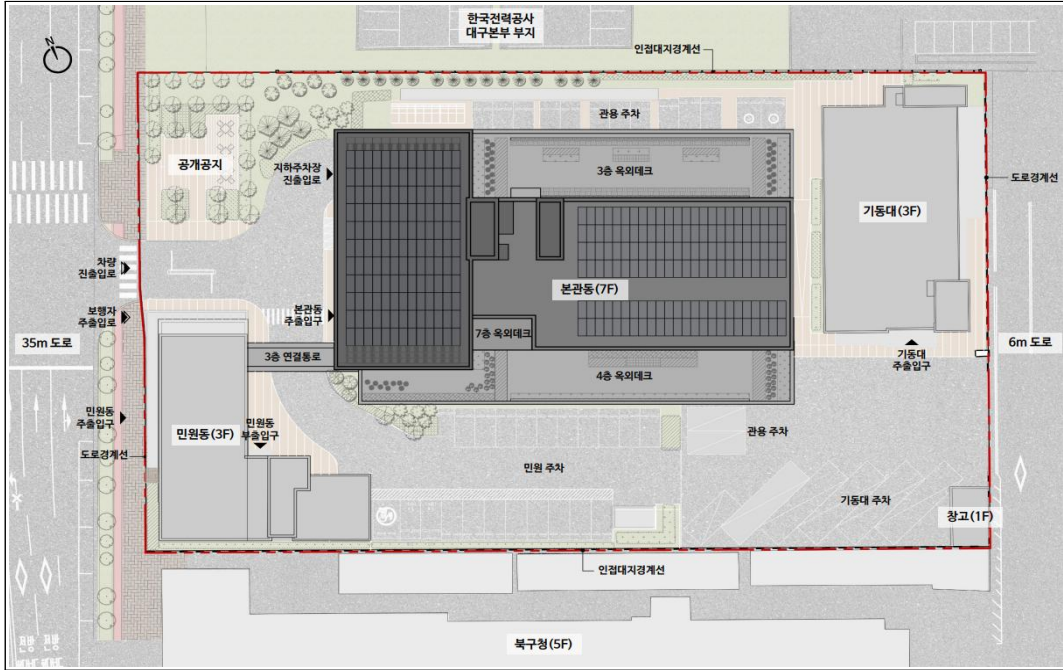 한국전력공사
대구본부 부지
N
인접대지경계선
관용 주차
공개공지
지하주차장
진출입로
3층 옥외데크
도로경계선
기동대(3F)
차량
진출입로
본관동(7F)
보행자
주출입로
본관동
주출입구
7층 옥외데크
35m 도로
6m 도로
3층 연결통로
4층 옥외데크
기동대
주출입구
민원동
주출입구
민원동(3F)
민원동
부출입구
관용 주차
도로경계선
민원 주차
기동대 주차
창고(1F)
인접대지경계선
북구청(5F)